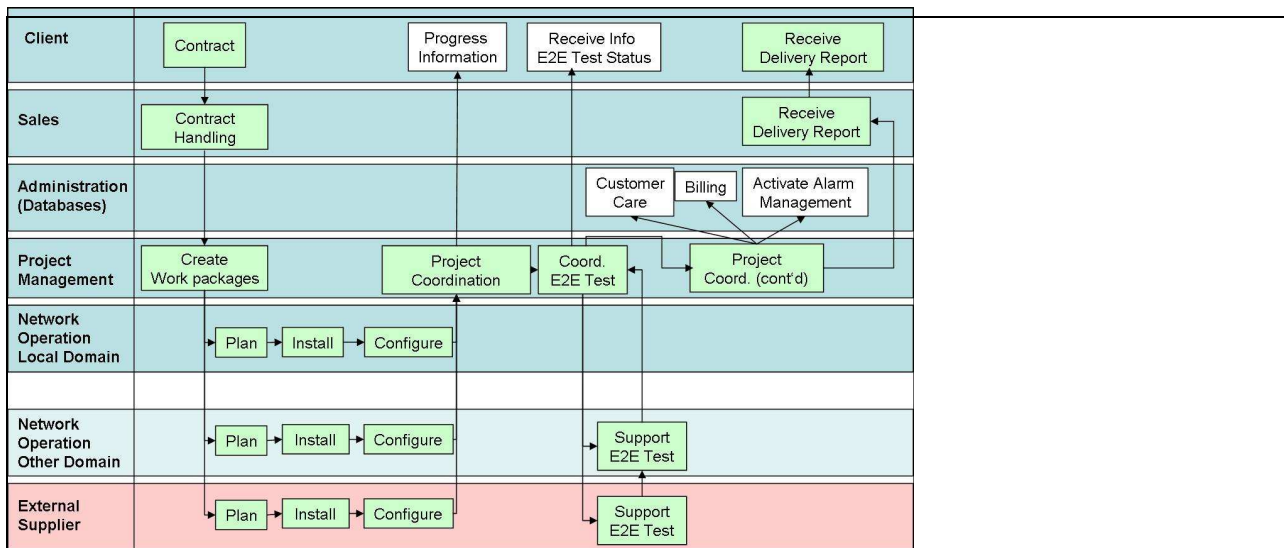 Client
Contract
Progress
Information
Receive Info
E2E Test Status
Receive
Delivery Report
Sales
Contract
Handling
Receive
Delivery Report
Administration
(Databases)
Customer
Care
Billing
Activate Alarm
Management
Project
Management
Create
Work packages
Project
Coordination
Coord.
E2E Test
Project
Coord. (cont'd)
Network
Operation
Local Domain
Plan
Install
Configure
Network
Operation
Other Domain
Plan
Install
Configure
Support
E2E Test
External
Supplier
Plan
Install
Configure
Support
E2E Test